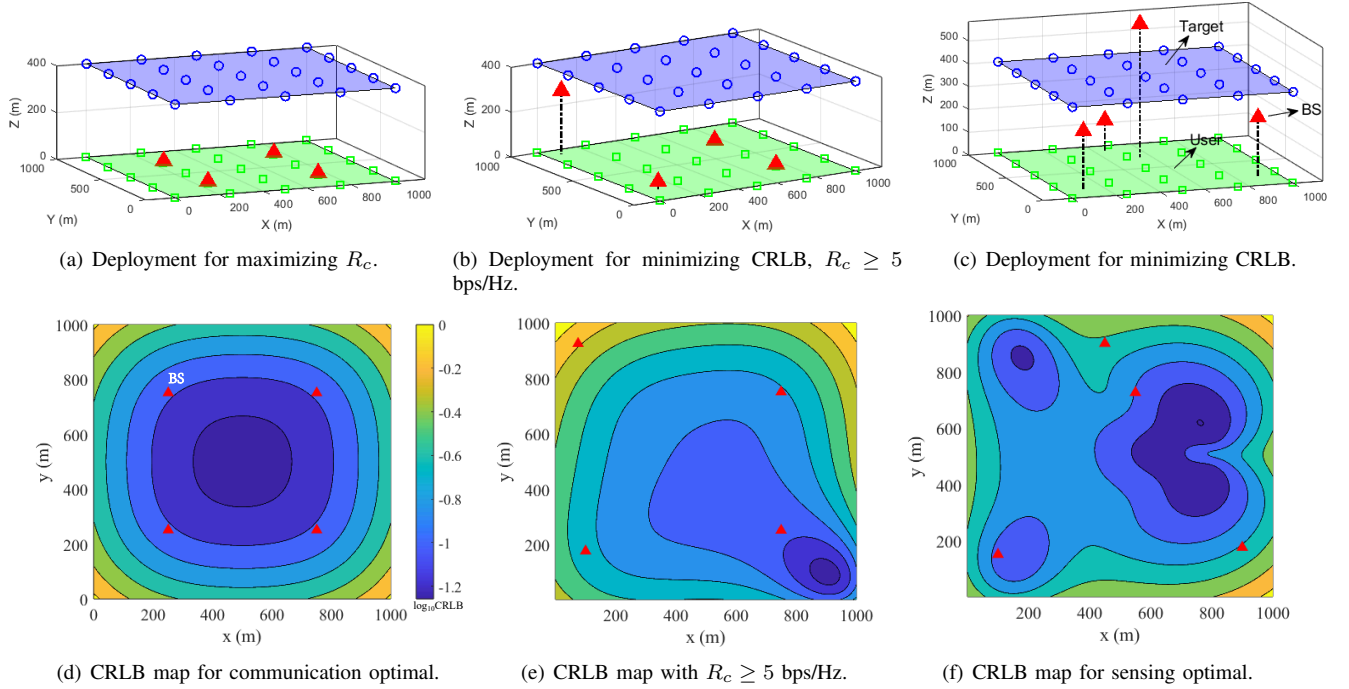 400
200
0
Z (m)
1000
500
0
Y (m)
0
200
400
600
800
1000
X (m)
400
200
0
Z (m)
1000
500
0
Y (m)
0
200
400
600
800
1000
X (m)
500
400
300
200
100
0
Z (m)
1000
500
0
Y (m)
0
200
400
600
800
1000
X (m)
Target
BS
User
(a) Deployment for maximizing R_c.
(b) Deployment for minimizing CRLB, R_c ≥ 5
bps/Hz.
(c) Deployment for minimizing CRLB.
1000
800
600
400
200
0
y (m)
BS
0
200
400
600
800
1000
x (m)
0
-0.2
-0.4
-0.6
-0.8
-1
-1.2
log₁₀CRLB
1000
800
600
400
200
y (m)
200
400
600
800
1000
x (m)
1000
800
600
400
200
y (m)
200
400
600
800
1000
x (m)
(d) CRLB map for communication optimal.
(e) CRLB map with R_c ≥ 5 bps/Hz.
(f) CRLB map for sensing optimal.